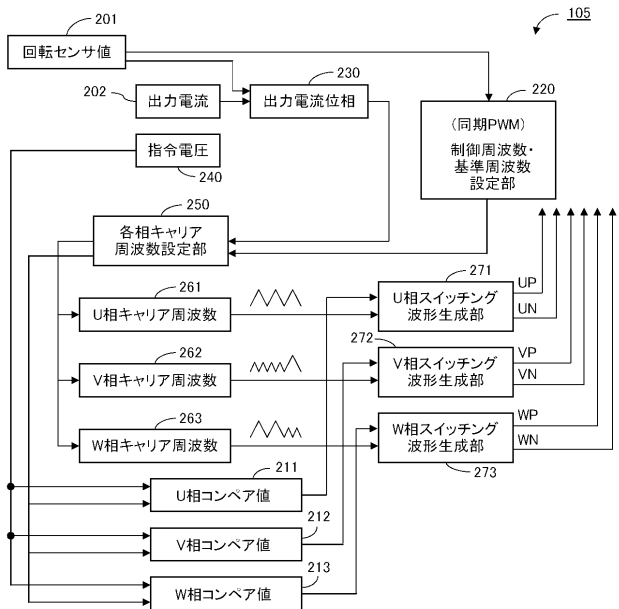 105
201
回転センサ値
202
出力電流
230
出力電流位相
220
(同期PWM)
制御周波数・
基準周波数
設定部
指令電圧
240
250
各相キャリア
周波数設定部
261
U相キャリア周波数
262
V相キャリア周波数
263
W相キャリア周波数
271
U相スイッチング
波形生成部
UP
UN
272
V相スイッチング
波形生成部
VP
VN
W相スイッチング
波形生成部
WP
WN
273
211
U相コンペア値
212
V相コンペア値
213
W相コンペア値